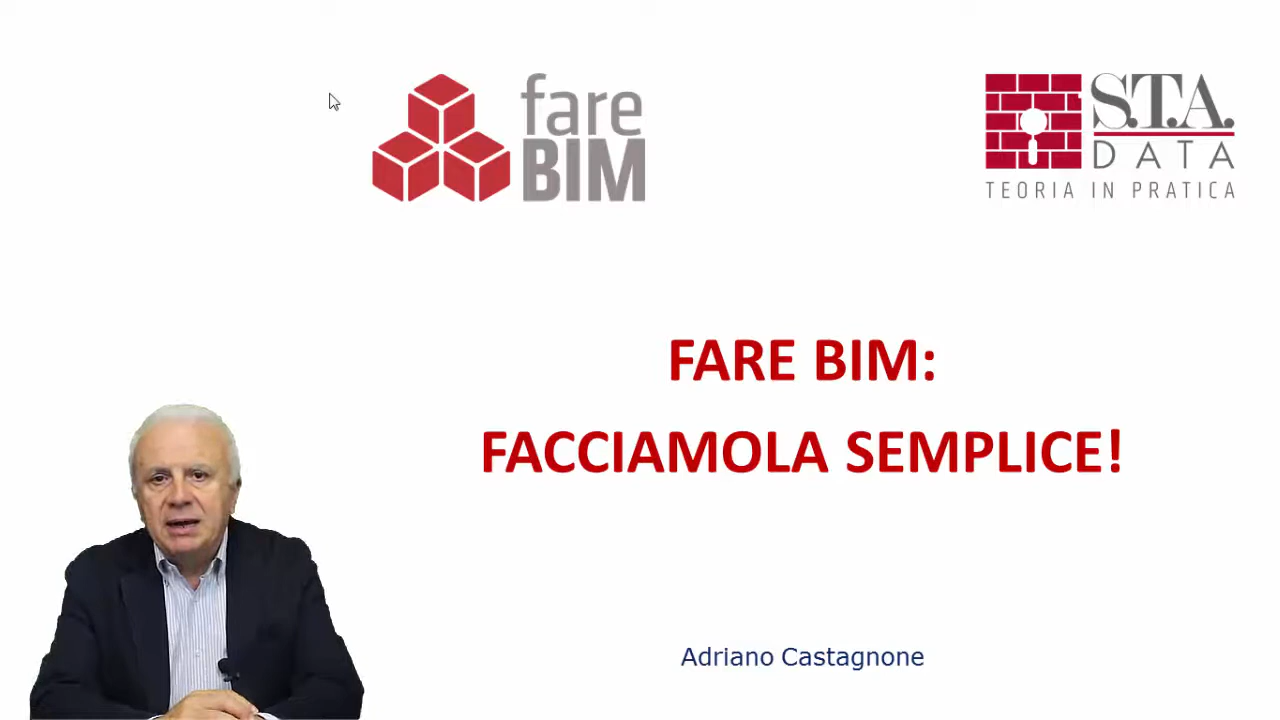 fare
BIM
S.T.A.
DATA
TEORIA IN PRATICA
FARE BIM:
FACCIAMOLA SEMPLICE!
Adriano Castagnone